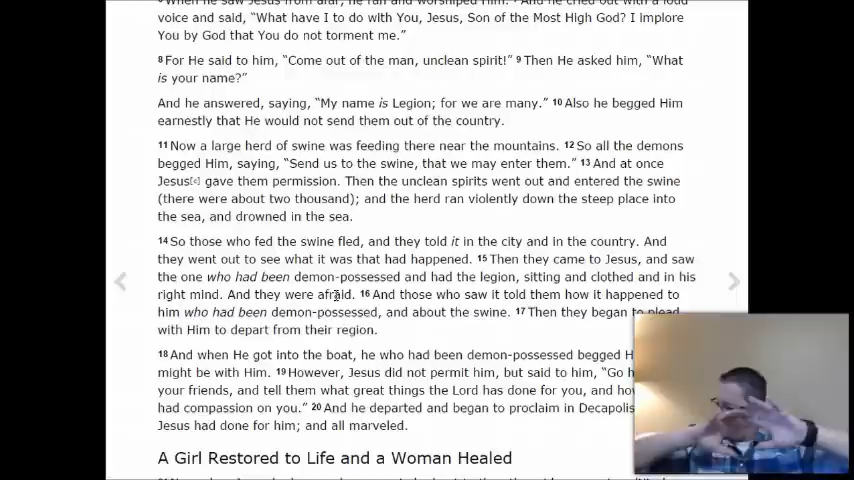 voice and said, “What have I to do with You, Jesus, Son of the Most High God? I implore
You by God that You do not torment me.”
8 For He said to him, “Come out of the man, unclean spirit!” 9 Then He asked him, “What
is your name?”
And he answered, saying, “My name is Legion; for we are many.” 10 Also he begged Him
earnestly that He would not send them out of the country.
11 Now a large herd of swine was feeding there near the mountains. 12 So all the demons
begged Him, saying, “Send us to the swine, that we may enter them.” 13 And at once
Jesus[c] gave them permission. Then the unclean spirits went out and entered the swine
(there were about two thousand); and the herd ran violently down the steep place into
the sea, and drowned in the sea.
14 So those who fed the swine fled, and they told it in the city and in the country. And
they went out to see what it was that had happened. 15 Then they came to Jesus, and saw
the one who had been demon-possessed and had the legion, sitting and clothed and in his
right mind. And they were afraid. 16 And those who saw it told them how it happened to
him who had been demon-possessed, and about the swine. 17 Then they began to plead
with Him to depart from their region.
18 And when He got into the boat, he who had been demon-possessed begged H
might be with Him. 19 However, Jesus did not permit him, but said to him, “Go h
your friends, and tell them what great things the Lord has done for you, and ho
had compassion on you.” 20 And he departed and began to proclaim in Decapolis
Jesus had done for him; and all marveled.
A Girl Restored to Life and a Woman Healed